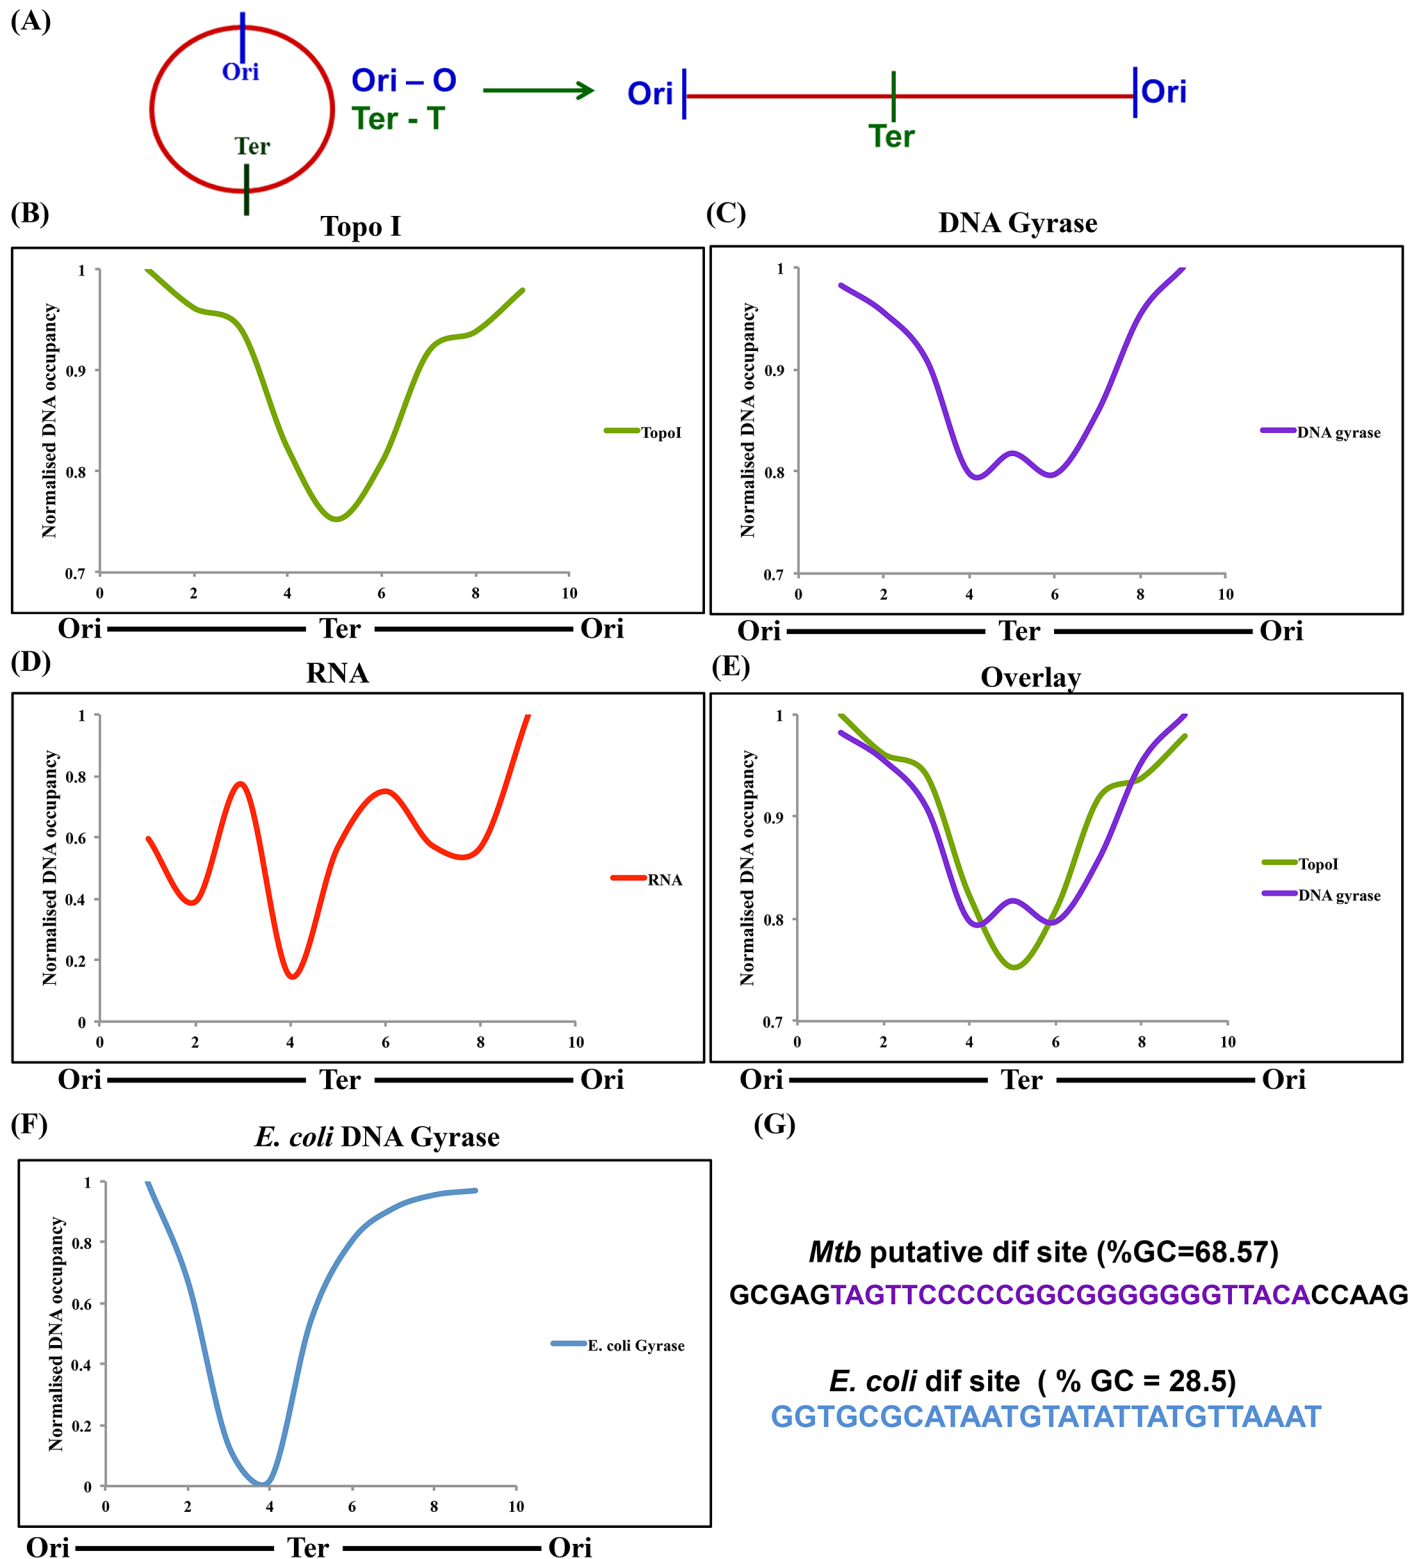 (A)
Ori
Ter
Ori – O
Ter - T
Ori
Ter
Ori
(B)
Topo I
Normalised DNA occupancy
1
0.9
0.8
0.7
0 2 4 6 8 10
TopoI
Ori Ter Ori
(C)
DNA Gyrase
Normalised DNA occupancy
1
0.9
0.8
0.7
0 2 4 6 8 10
DNA gyrase
Ori Ter Ori
(D)
RNA
Normalised DNA occupancy
1
0.8
0.6
0.4
0.2
0
0 2 4 6 8 10
RNA
Ori Ter Ori
(E)
Overlay
Normalised DNA occupancy
1
0.9
0.8
0.7
0 2 4 6 8 10
TopoI
DNA gyrase
Ori Ter Ori
(F)
E. coli DNA Gyrase
Normalised DNA occupancy
1
0.8
0.6
0.4
0.2
0
0 2 4 6 8 10
E. coli Gyrase
Ori Ter Ori
(G)
Mtb putative dif site (%GC=68.57)
GCGAGTAGTTCCCCCGGCGGGGGGGTTACACCAAG
E. coli dif site ( % GC = 28.5)
GGTGCGCATAATGTATATTATGTTAAAT